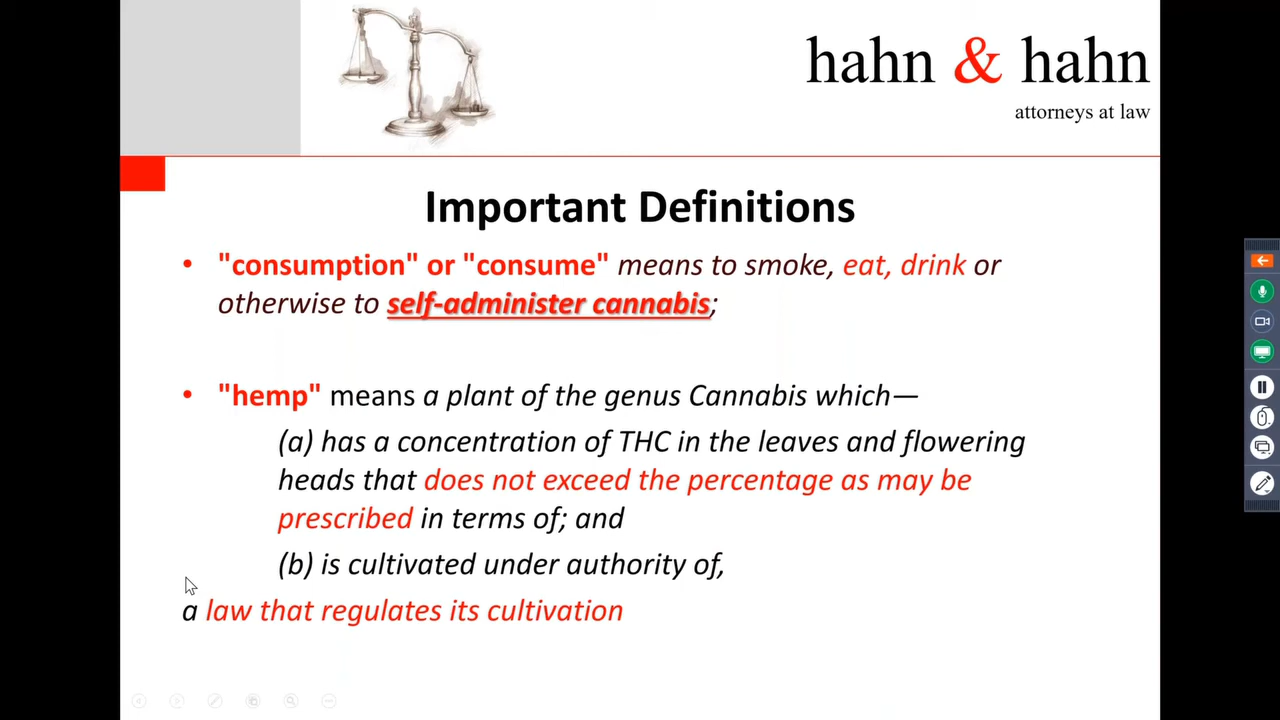 hahn & hahn
attorneys at law
Important Definitions
• "consumption" or "consume" means to smoke, eat, drink or
otherwise to self-administer cannabis;
• "hemp" means a plant of the genus Cannabis which—
(a) has a concentration of THC in the leaves and flowering
heads that does not exceed the percentage as may be
prescribed in terms of; and
(b) is cultivated under authority of,
a law that regulates its cultivation